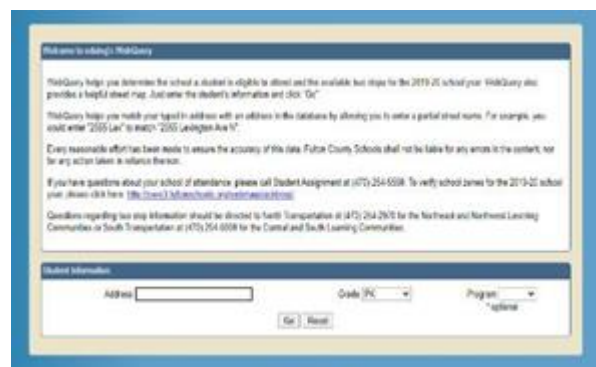 Welcome to edulog's WebQuery
WebQuery helps you determine the school a student is eligible to attend and the available bus stops for the 2019-20 school year. WebQuery also
provides a helpful street map. Just enter the student's information and click "Go"
WebQuery helps you match your typed in address with an address in the database by allowing you to enter a partial street name. For example, you
could enter "2555 Lex" to match "2555 Lexington Ave N".
Every reasonable effort has been made to ensure the accuracy of this data. Fulton County Schools shall not be liable for any errors in the content, nor
for any action taken in reliance thereon.
If you have questions about your school of attendance please call Student Assignment at (470) 254-5550. To verify school zones for the 2019-20 school
year, please click here:
Questions regarding bus stop information should be directed to North Transportation at (470) 254-2970 for the Northeast and Northwest Learning
Communities or South Transportation at (470) 254-6060 for the Central and South Learning Communities.
Student Information
Address Grade PK Program
*optional
Go Reset